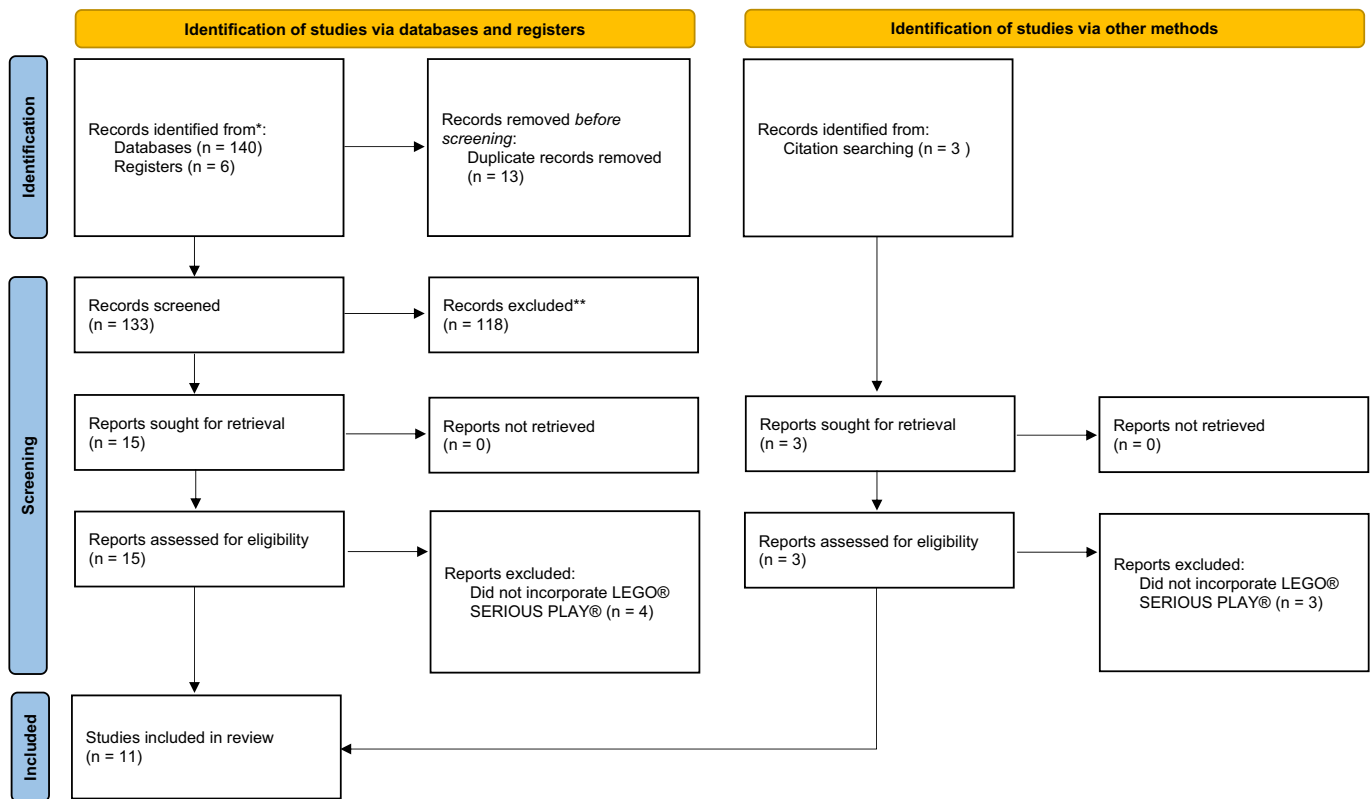 Identification of studies via databases and registers
Identification of studies via other methods
Identification
Records identified from*:
Databases (n = 140)
Registers (n = 6)
Records removed before
screening:
Duplicate records removed
(n = 13)
Records identified from:
Citation searching (n = 3 )
Screening
Records screened
(n = 133)
Records excluded**
(n = 118)
Reports sought for retrieval
(n = 15)
Reports not retrieved
(n = 0)
Reports sought for retrieval
(n = 3)
Reports not retrieved
(n = 0)
Reports assessed for eligibility
(n = 15)
Reports excluded:
Did not incorporate LEGO®
SERIOUS PLAY® (n = 4)
Reports assessed for eligibility
(n = 3)
Reports excluded:
Did not incorporate LEGO®
SERIOUS PLAY® (n = 3)
Included
Studies included in review
(n = 11)